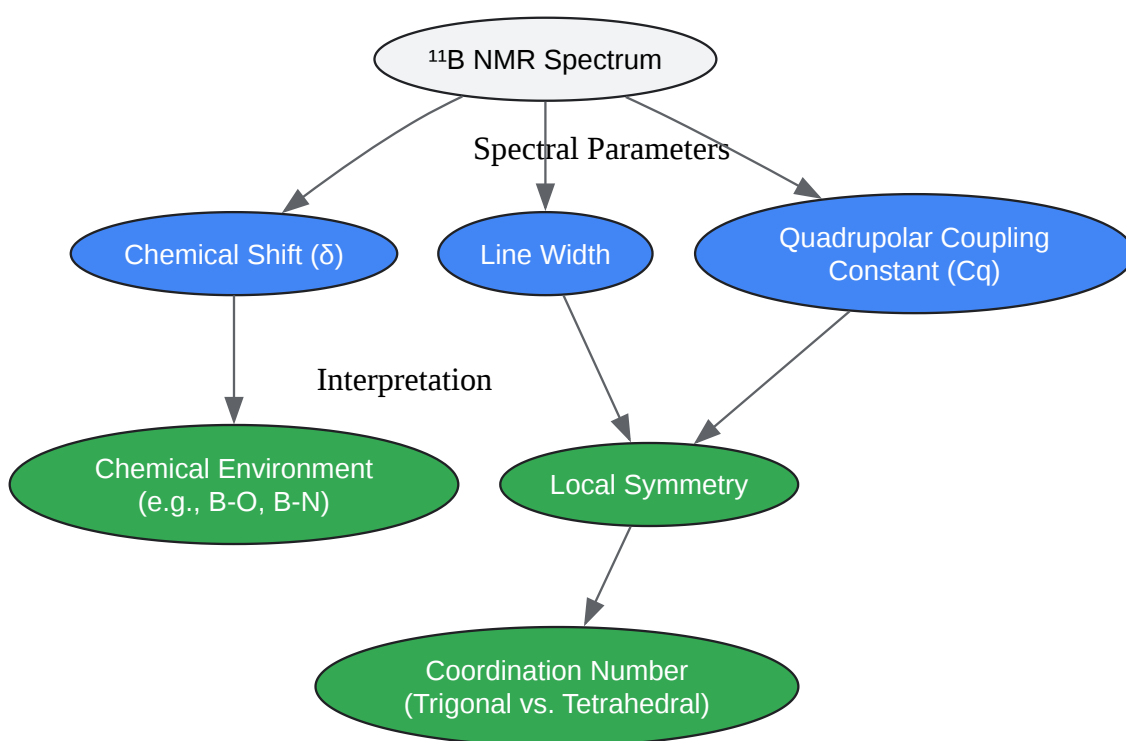 ¹¹B NMR Spectrum
Spectral Parameters
Chemical Shift (δ)
Line Width
Quadrupolar Coupling
Constant (Cq)
Interpretation
Chemical Environment
(e.g., B-O, B-N)
Local Symmetry
Coordination Number
(Trigonal vs. Tetrahedral)